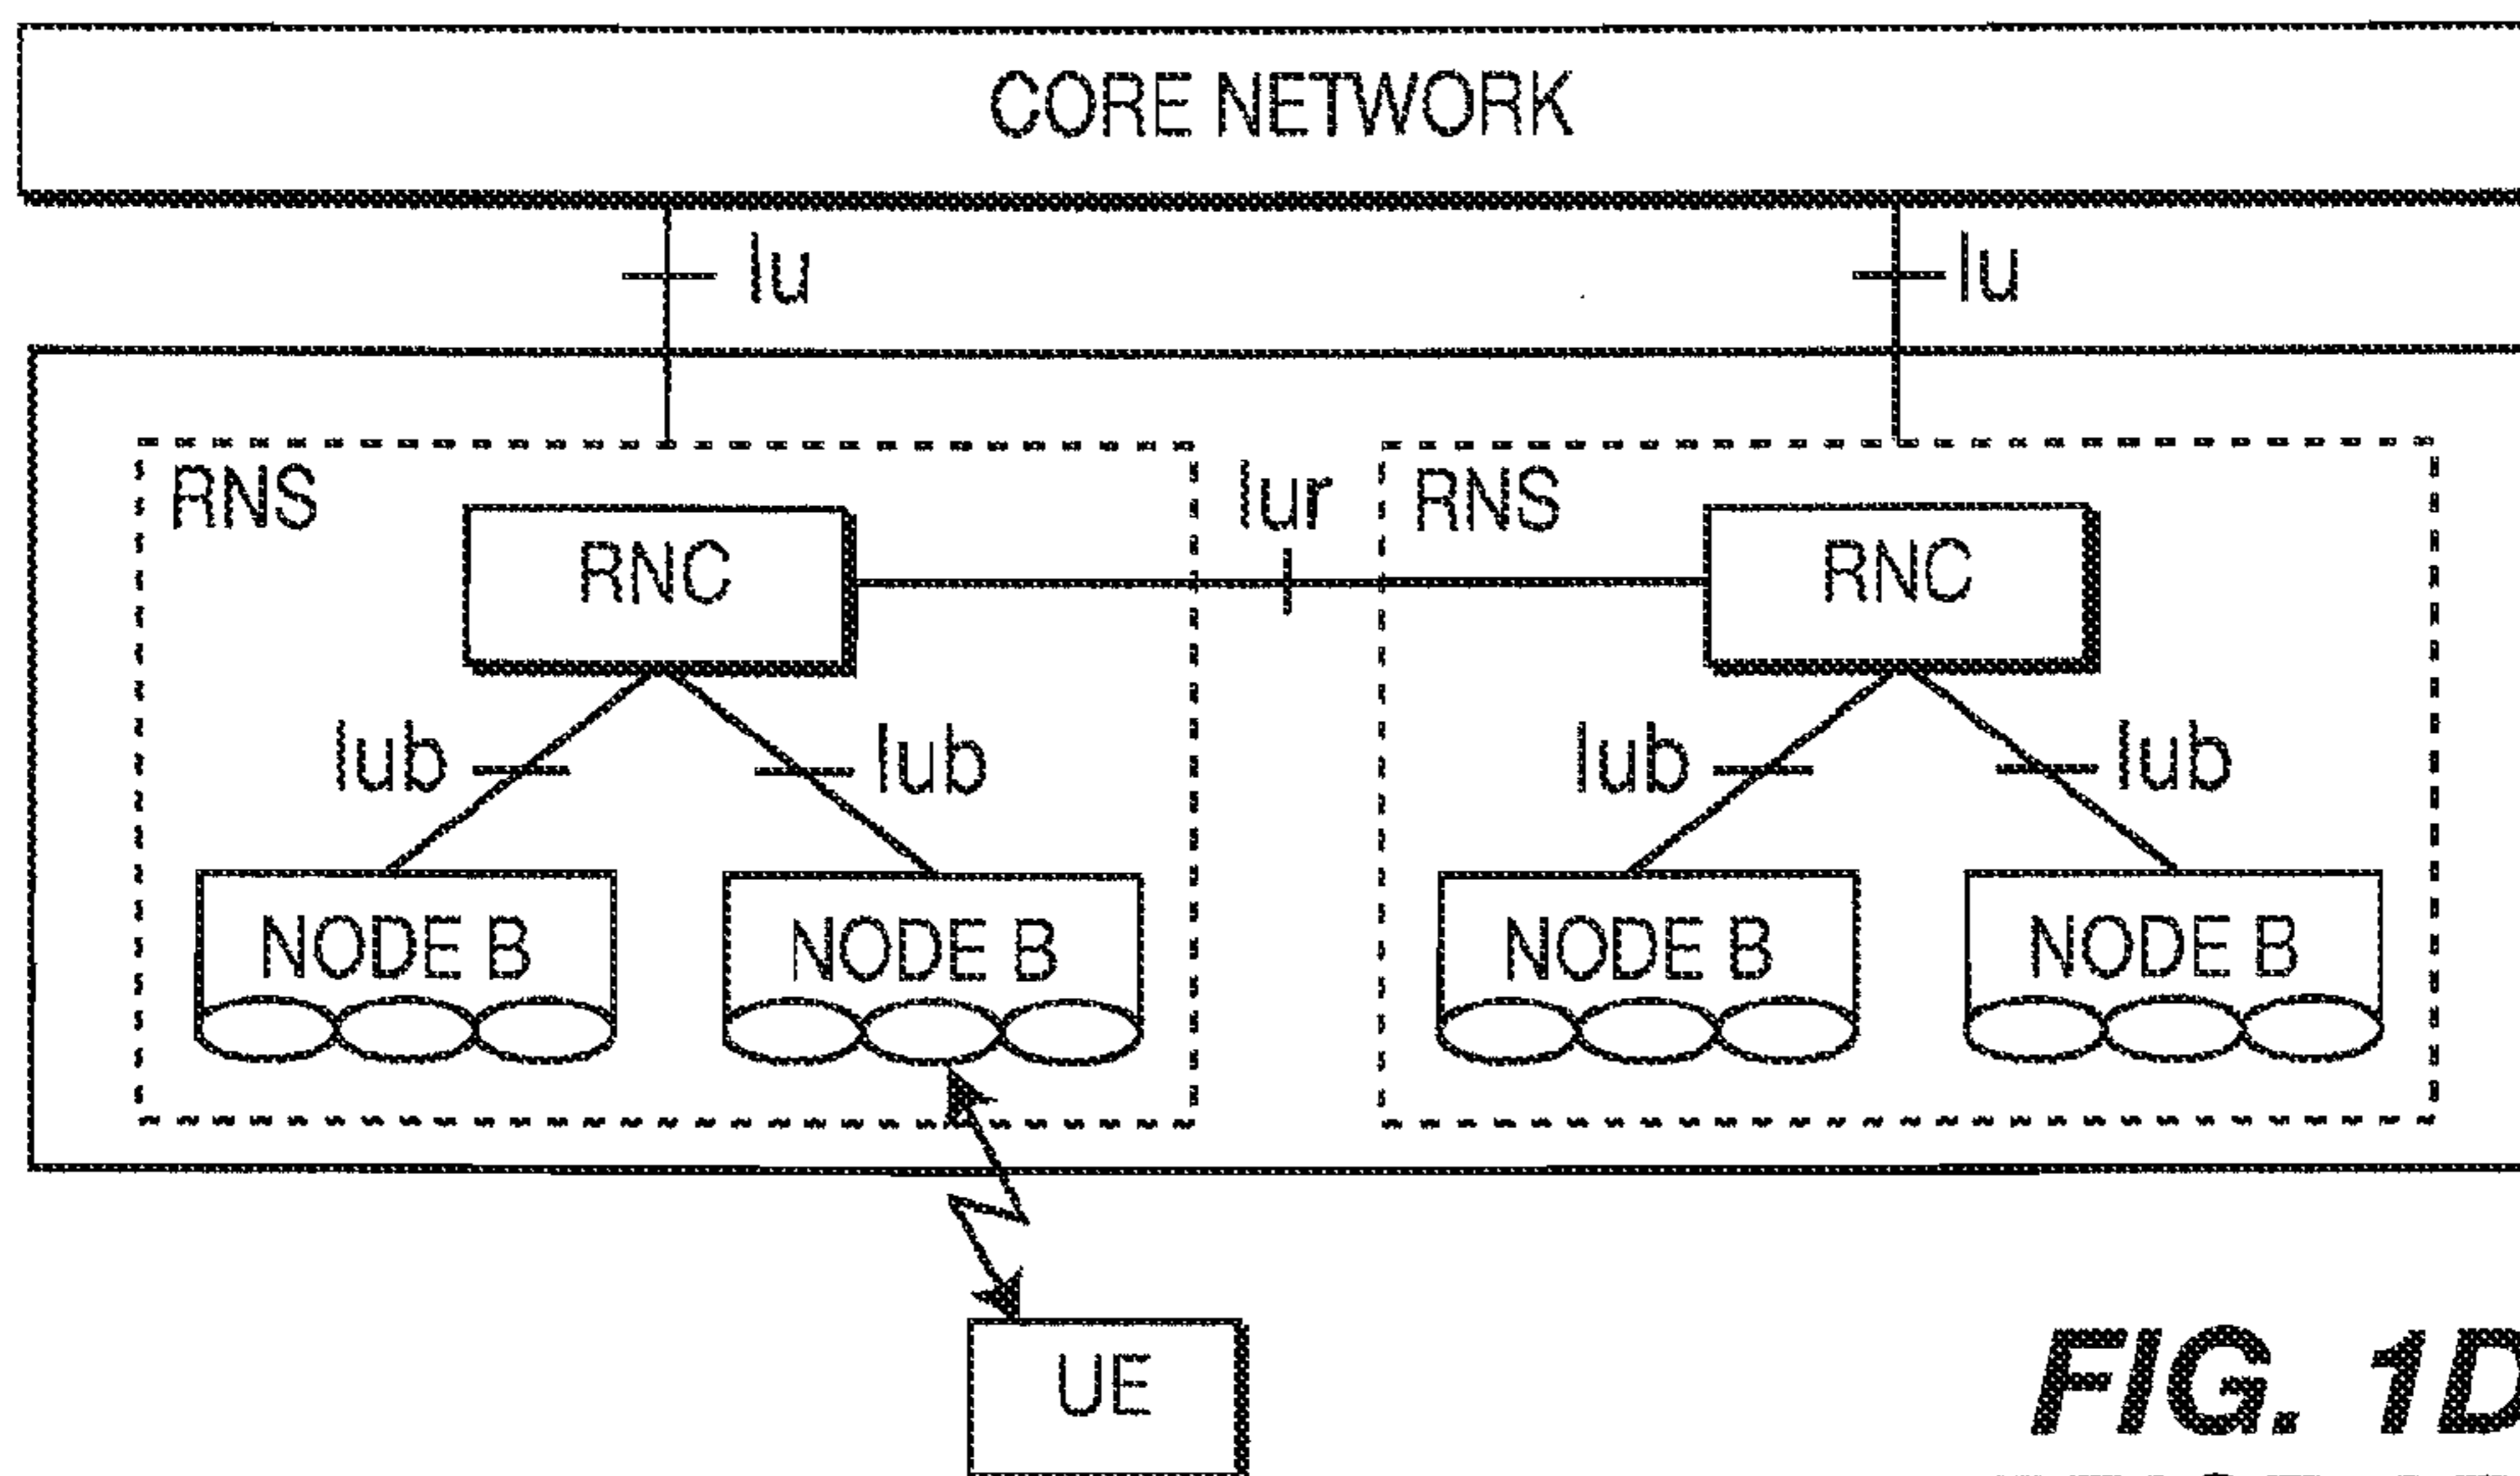 CORE NETWORK
Iu
Iu
RNS
Iur
RNS
RNC
RNC
Iub
Iub
Iub
Iub
NODE B
NODE B
NODE B
NODE B
UE
FIG. 1D